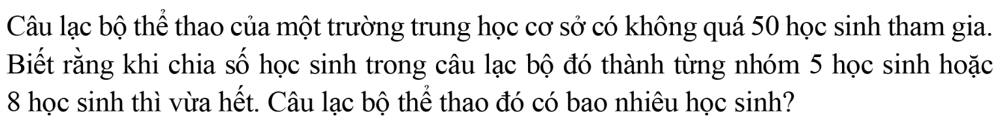 Câu lạc bộ thể thao của một trường trung học cơ sở có không quá 50 học sinh tham gia.
Biết rằng khi chia số học sinh trong câu lạc bộ đó thành từng nhóm 5 học sinh hoặc
8 học sinh thì vừa hết. Câu lạc bộ thể thao đó có bao nhiêu học sinh?